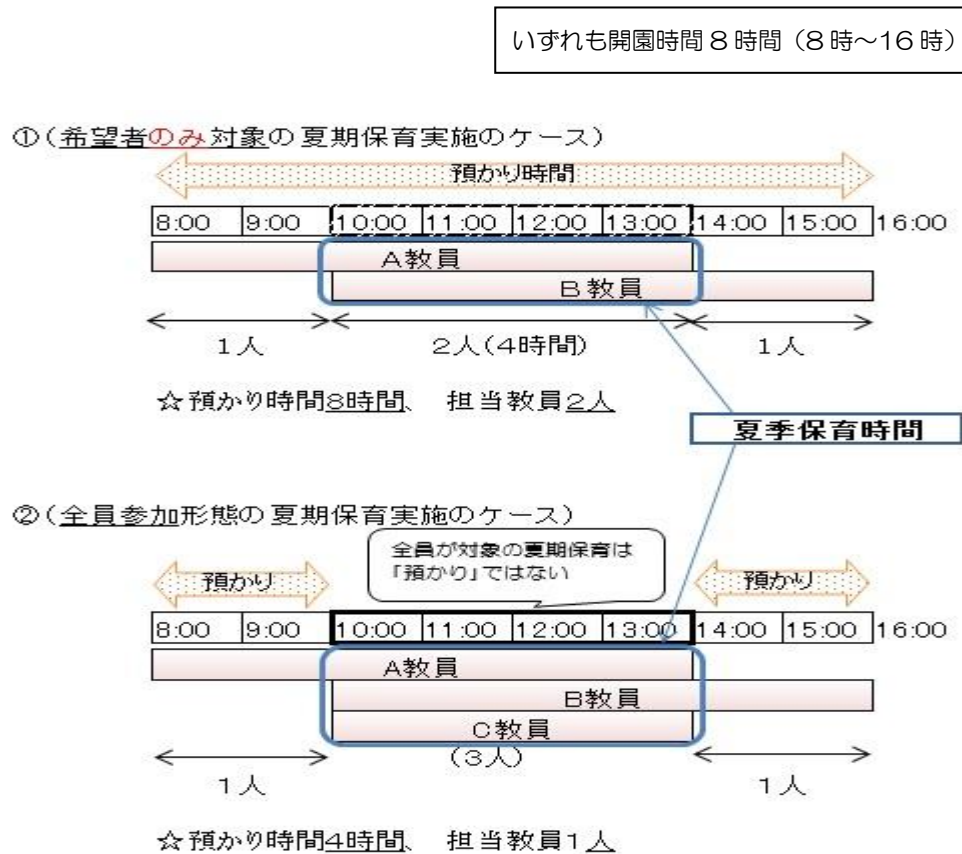 いずれも開園時間8時間（8時～16時）
①(希望者のみ対象の夏期保育実施のケース)
預かり時間
8:00 9:00 10:00 11:00 12:00 13:00 14:00 15:00 16:00
A教員
B教員
1人 2人(4時間) 1人
☆預かり時間8時間、 担当教員2人
夏季保育時間
②(全員参加形態の夏期保育実施のケース)
全員が対象の夏期保育は
「預かり」ではない
預かり 預かり
8:00 9:00 10:00 11:00 12:00 13:00 14:00 15:00 16:00
A教員
B教員
C教員
(3人)
1人 1人
☆預かり時間4時間、 担当教員1人